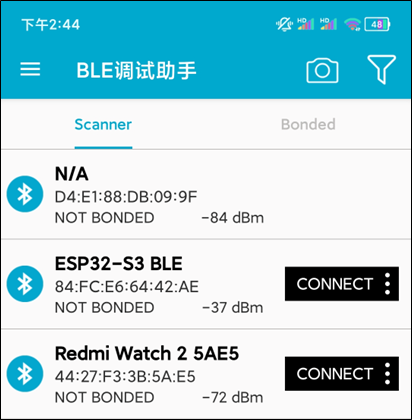 下午2:44
HD HD 48
BLE调试助手
Scanner Bonded
N/A
D4:E1:88:DB:09:9F
NOT BONDED -84 dBm
ESP32-S3 BLE
84:FC:E6:64:42:AE
NOT BONDED -37 dBm
CONNECT
Redmi Watch 2 5AE5
44:27:F3:3B:5A:E5
NOT BONDED -72 dBm
CONNECT